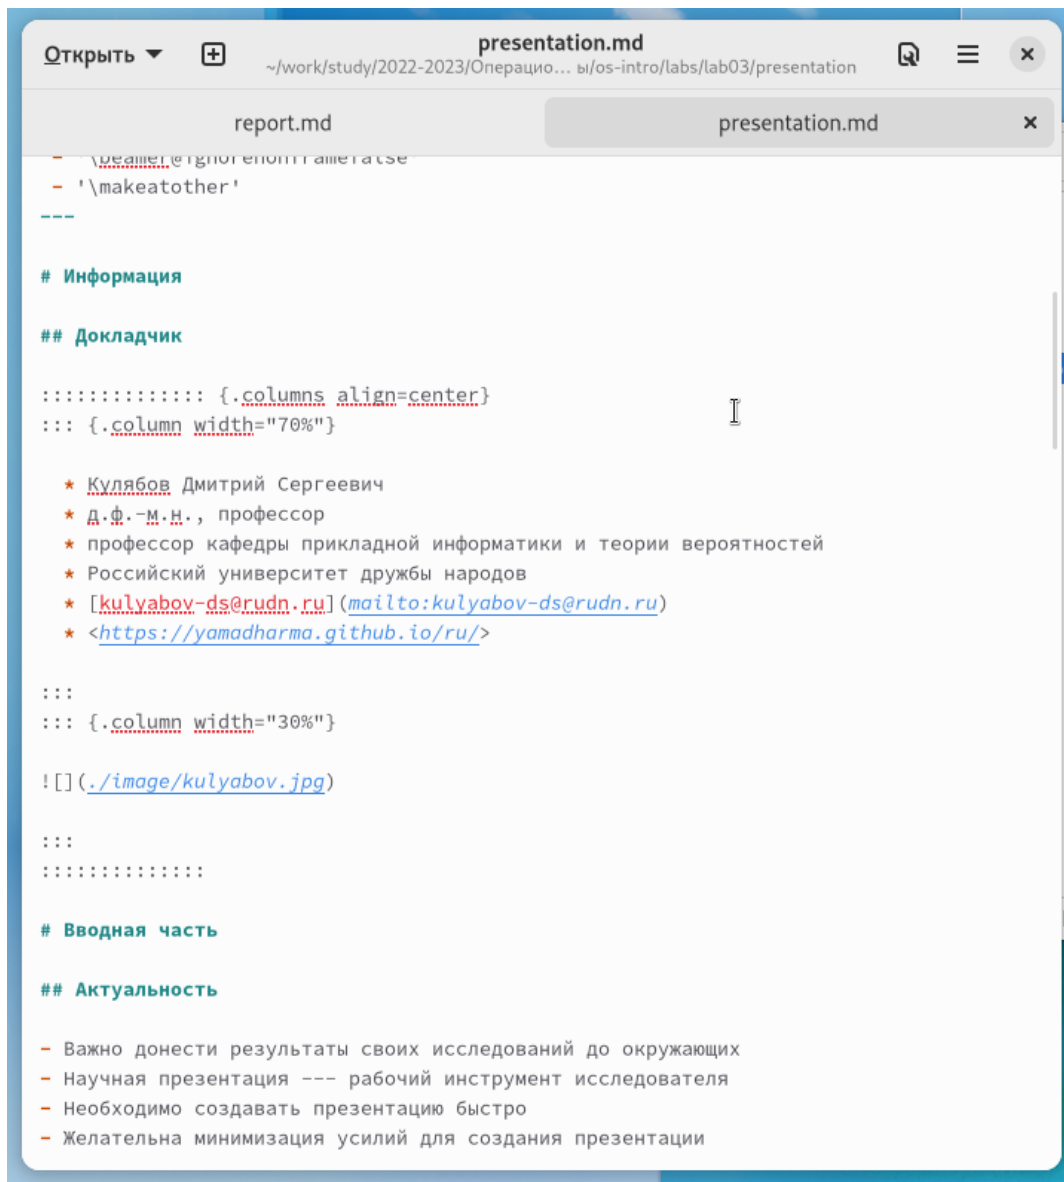 Открыть
presentation.md
~/work/study/2022-2023/Операцио… ы/os-intro/labs/lab03/presentation
report.md
presentation.md
- '\beamer@ignorenonframefalse'
- '\makeatother'
---
# Информация
## Докладчик
:::::::::::::: {.columns align=center}
::: {.column width="70%"}
* Кулябов Дмитрий Сергеевич
* д.ф.-м.н., профессор
* профессор кафедры прикладной информатики и теории вероятностей
* Российский университет дружбы народов
* [kulyabov-ds@rudn.ru](mailto:kulyabov-ds@rudn.ru)
* <https://yamadharma.github.io/ru/>
:::
::: {.column width="30%"}
![](./image/kulyabov.jpg)
:::
::::::::::::::
# Вводная часть
## Актуальность
- Важно донести результаты своих исследований до окружающих
- Научная презентация --- рабочий инструмент исследователя
- Необходимо создавать презентацию быстро
- Желательна минимизация усилий для создания презентации